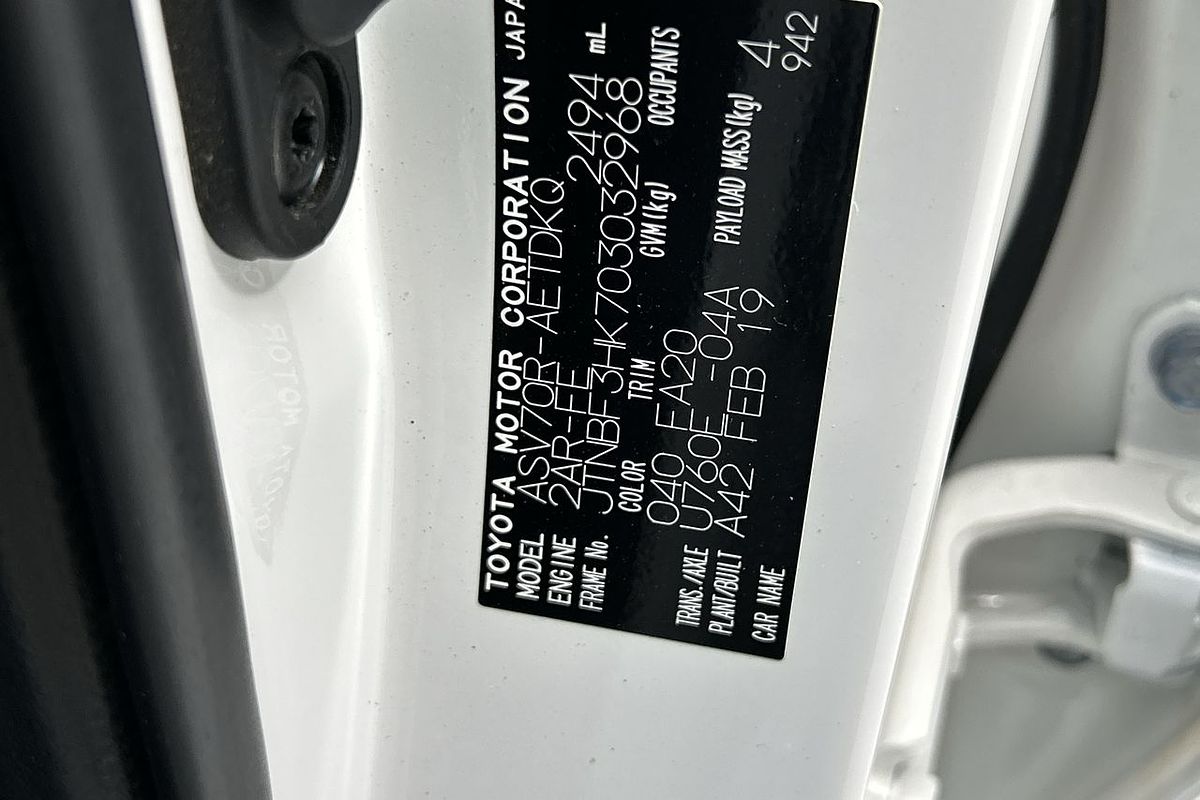 TOYOTA MOTOR CORPORATION JAPA
MODEL ASV70R-AETDKQ
ENGINE 2AR-FE 2494 mL
FRAME No. JTNBF3HK703032968
COLOR TRIM GVM(kg) OCCUPANTS
040 FA20
TRANS./AXLE U760E -04A PAYLOAD MASS(kg) 4
PLANT/BUILT A42 FEB 19 942
CAR NAME
TOYOTA MOTOR